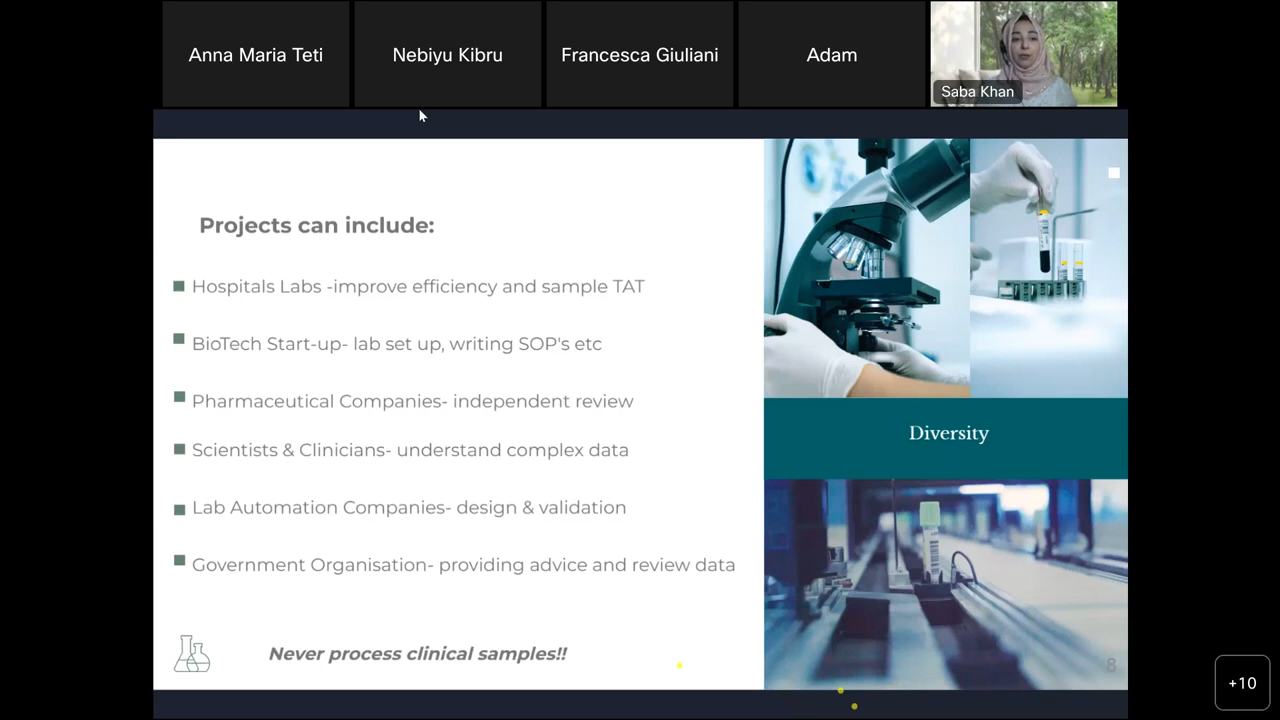 Anna Maria Teti
Nebiyu Kibru
Francesca Giuliani
Adam
Saba Khan
Projects can include:
Hospitals Labs -improve efficiency and sample TAT
BioTech Start-up- lab set up, writing SOP's etc
Pharmaceutical Companies- independent review
Scientists & Clinicians- understand complex data
Lab Automation Companies- design & validation
Government Organisation- providing advice and review data
Never process clinical samples!!
Diversity
8
+10